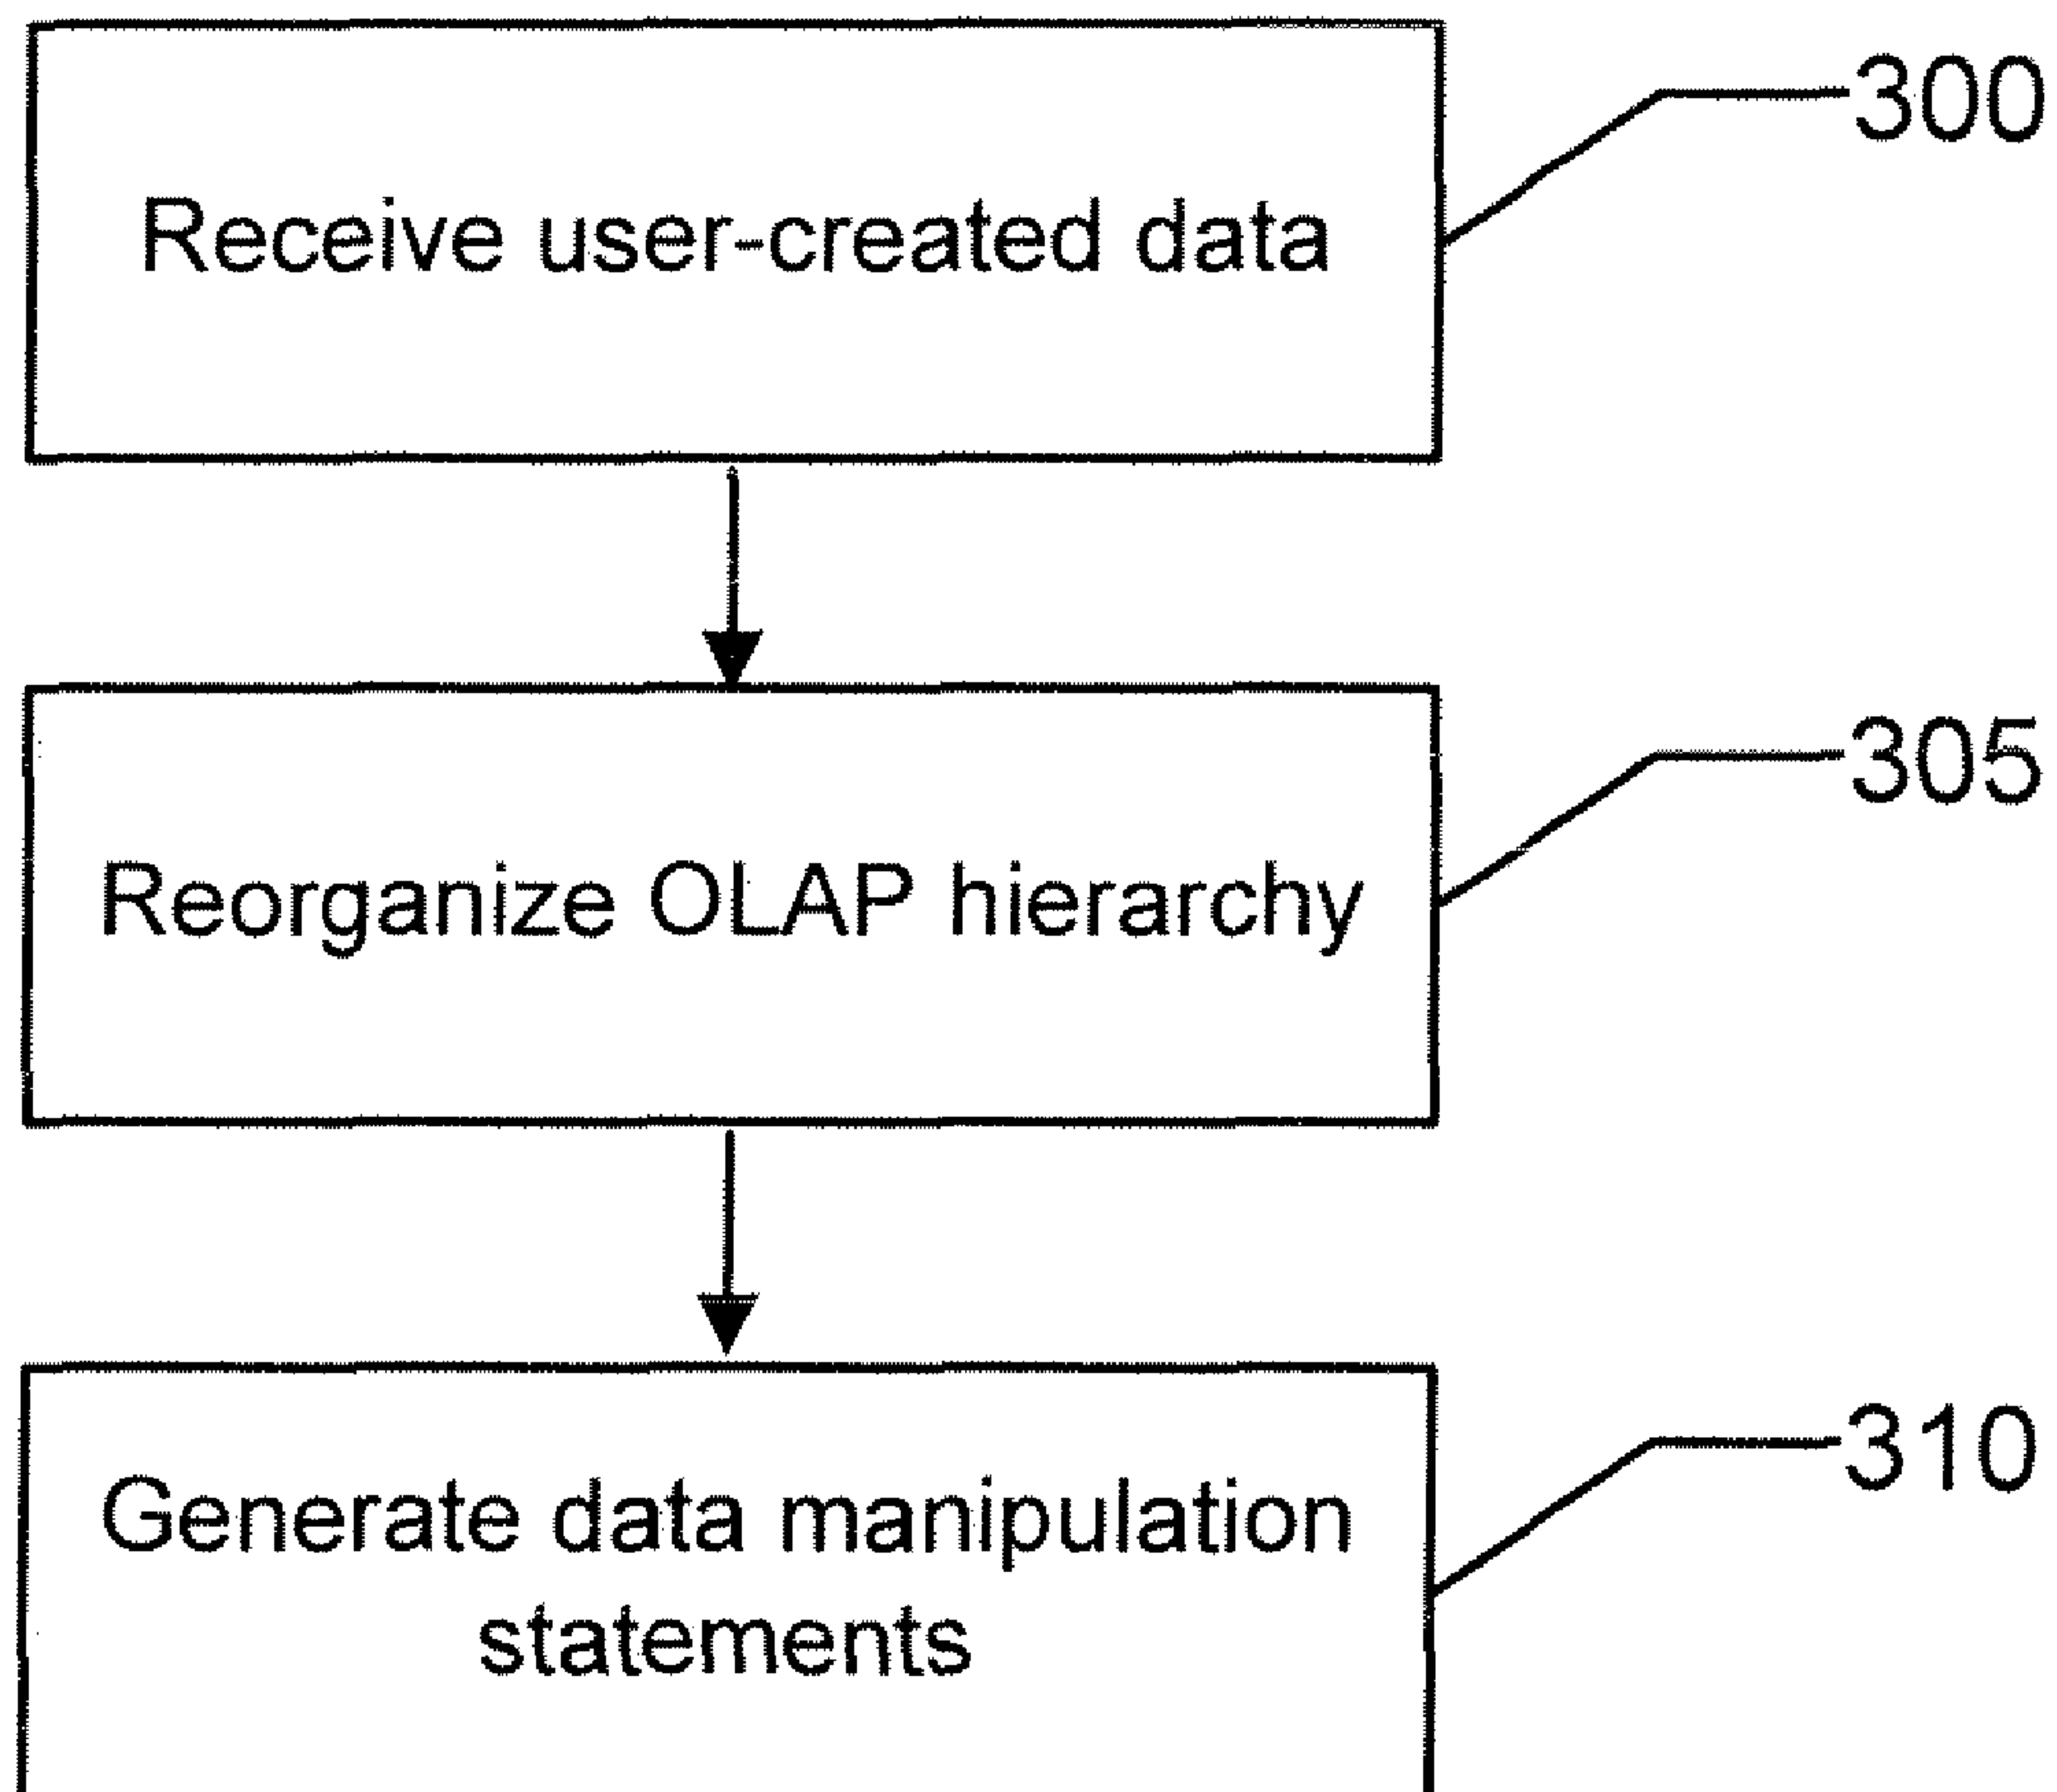 300
Receive user-created data
305
Reorganize OLAP hierarchy
310
Generate data manipulation
statements